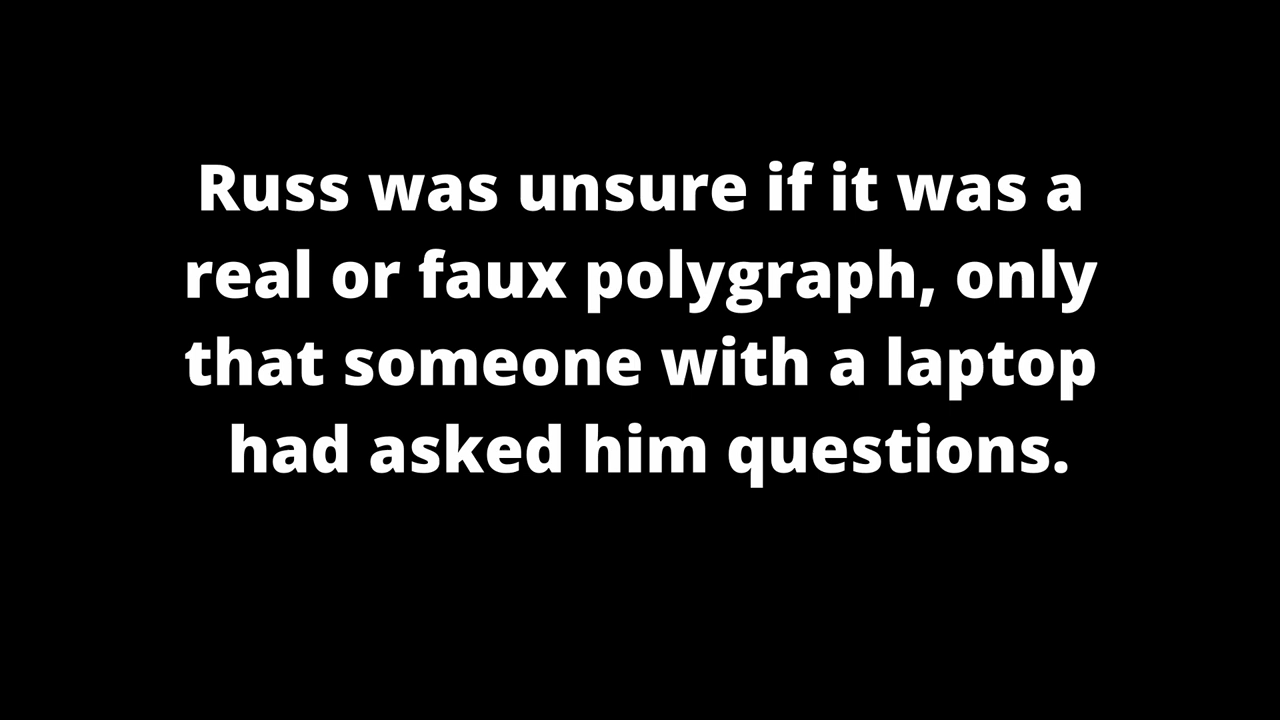 Russ was unsure if it was a
real or faux polygraph, only
that someone with a laptop
had asked him questions.